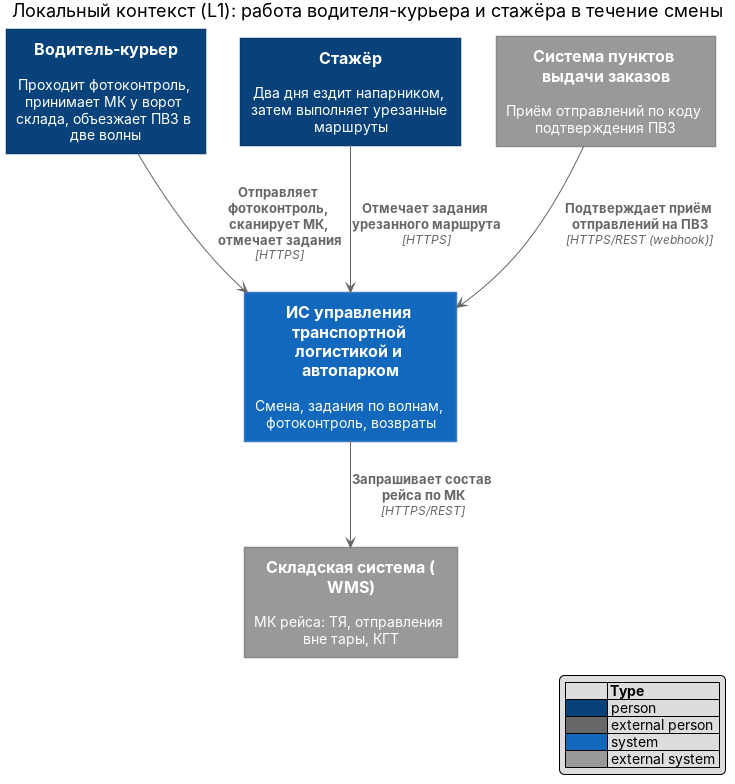 Локальный контекст (L1): работа водителя-курьера и стажёра в течение смены
Водитель-курьер
Проходит фотоконтроль,
принимает МК у ворот
склада, объезжает ПВЗ в
две волны
Стажёр
Два дня ездит напарником,
затем выполняет урезанные
маршруты
Система пунктов
выдачи заказов
Приём отправлений по коду
подтверждения ПВЗ
Отправляет
фотоконтроль,
сканирует МК,
отмечает задания
[HTTPS]
Отмечает задания
урезанного маршрута
[HTTPS]
Подтверждает приём
отправлений на ПВЗ
[HTTPS/REST (webhook)]
ИС управления
транспортной
логистикой и
автопарком
Смена, задания по волнам,
фотоконтроль, возвраты
Запрашивает состав
рейса по МК
[HTTPS/REST]
Складская система (
WMS)
МК рейса: ТЯ, отправления
вне тары, КГТ
Type
person
external person
system
external system